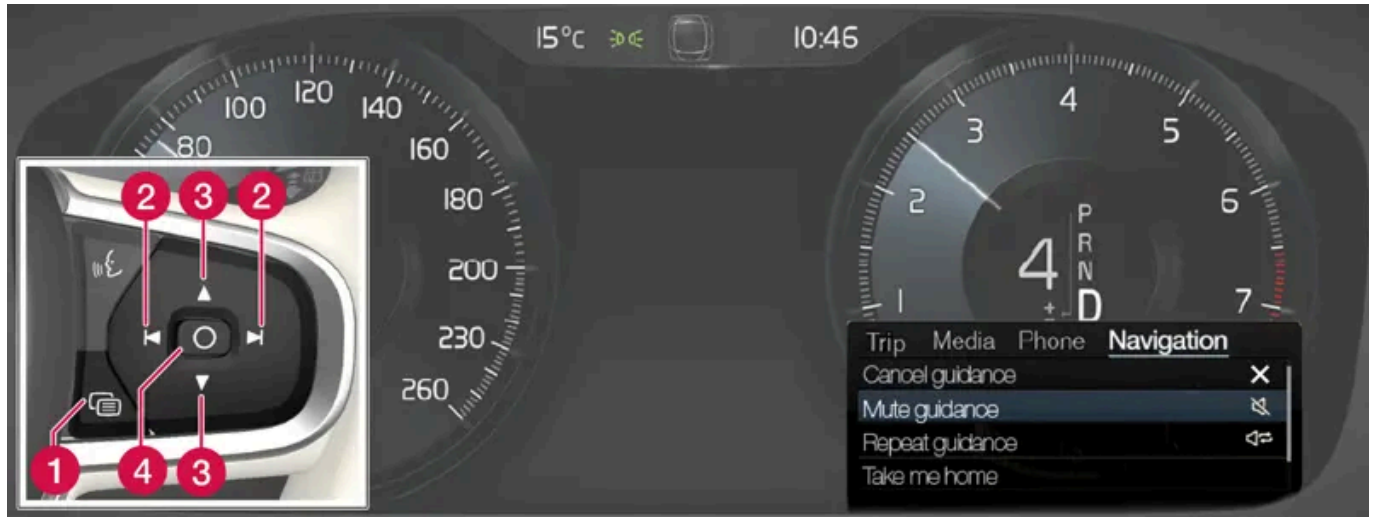 15°C 10:46
80
100
120
140
160
180
200
230
260
1
2
3
4
5
6
7
4
P
R
N
D
±
2 3 2
1 4 3
Trip Media Phone Navigation
Cancel guidance
Mute guidance
Repeat guidance
Take me home